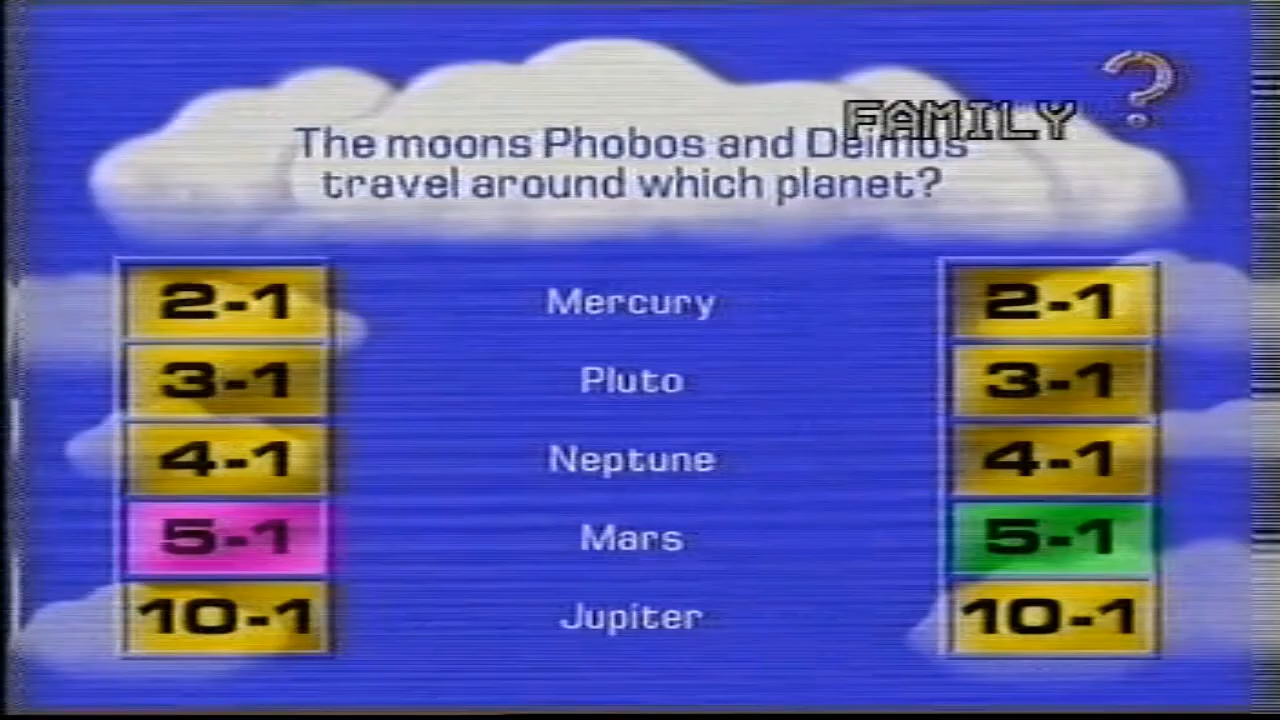 ?
FAMILY
The moons Phobos and Deimos
travel around which planet?
2-1 Mercury 2-1
3-1 Pluto 3-1
4-1 Neptune 4-1
5-1 Mars 5-1
10-1 Jupiter 10-1